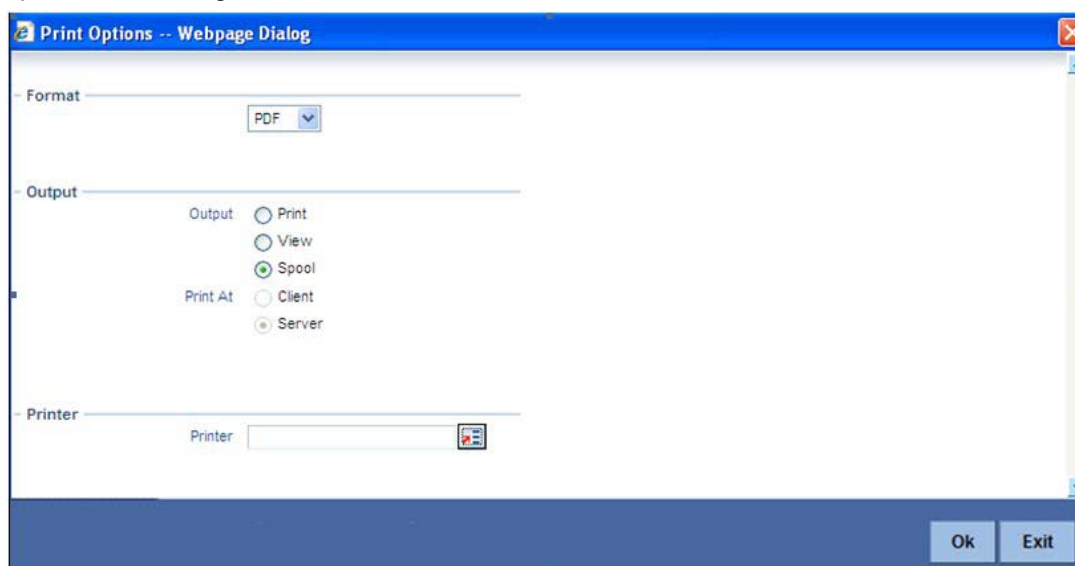 Print Options -- Webpage Dialog
Format
PDF
Output
Output Print
View
Spool
Print At Client
Server
Printer
Printer
Ok Exit